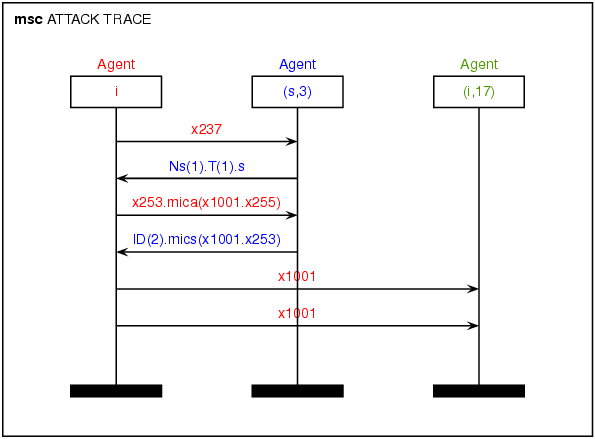 msc ATTACK TRACE
Agent Agent Agent
i (s,3) (i,17)
x237
Ns(1).T(1).s
x253.mica(x1001.x255)
ID(2).mics(x1001.x253)
x1001
x1001